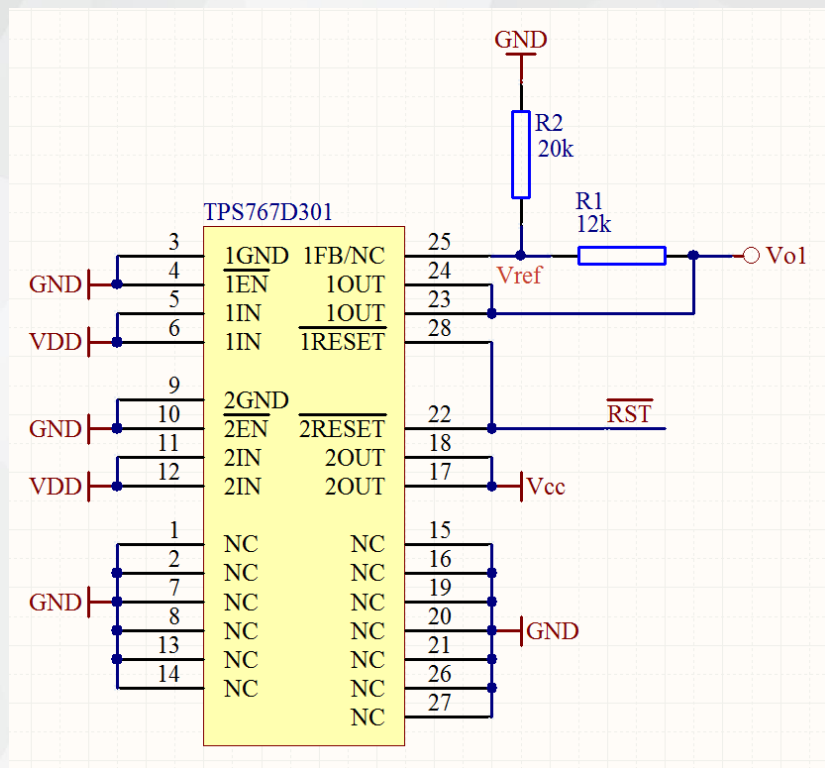 GND
R2
20k
R1
12k
TPS767D301
3 1GND 1FB/NC 25
Vref
Vo1
GND
4 1EN 1OUT 24
5 1IN 1OUT 23
VDD
6 1IN 1RESET 28
9 2GND
GND
10 2EN 2RESET 22
RST
11 2IN 2OUT 18
VDD
12 2IN 2OUT 17
Vcc
1 NC NC 15
2 NC NC 16
GND
7 NC NC 19
8 NC NC 20
GND
13 NC NC 21
14 NC NC 26
NC 27